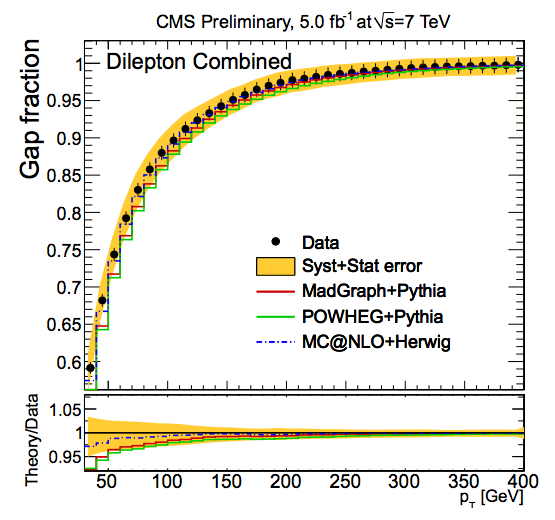 CMS Preliminary, 5.0 fb⁻¹ at √s=7 TeV
Dilepton Combined
Gap fraction
1
0.95
0.9
0.85
0.8
0.75
0.7
0.65
0.6
Data
Syst+Stat error
MadGraph+Pythia
POWHEG+Pythia
MC@NLO+Herwig
Theory/Data
1.05
1
0.95
50 100 150 200 250 300 350 400
p_T [GeV]